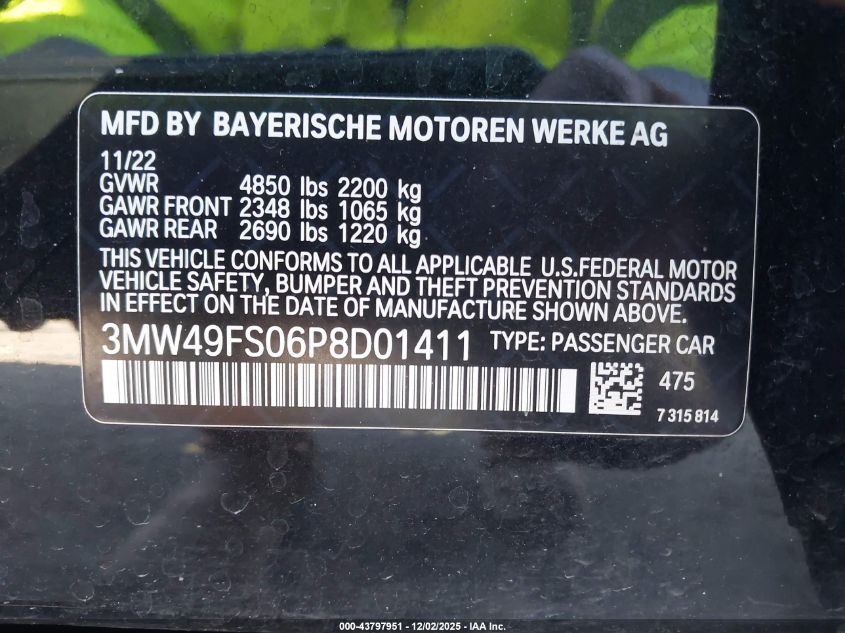 MFD BY BAYERISCHE MOTOREN WERKE AG
11/22
GVWR 4850 lbs 2200 kg
GAWR FRONT 2348 lbs 1065 kg
GAWR REAR 2690 lbs 1220 kg
THIS VEHICLE CONFORMS TO ALL APPLICABLE U.S.FEDERAL MOTOR
VEHICLE SAFETY, BUMPER AND THEFT PREVENTION STANDARDS
IN EFFECT ON THE DATE OF MANUFACTURE SHOWN ABOVE.
3MW49FS06P8D01411 TYPE: PASSENGER CAR
475
7 315 814
000-43797951 - 12/02/2025 - IAA Inc.